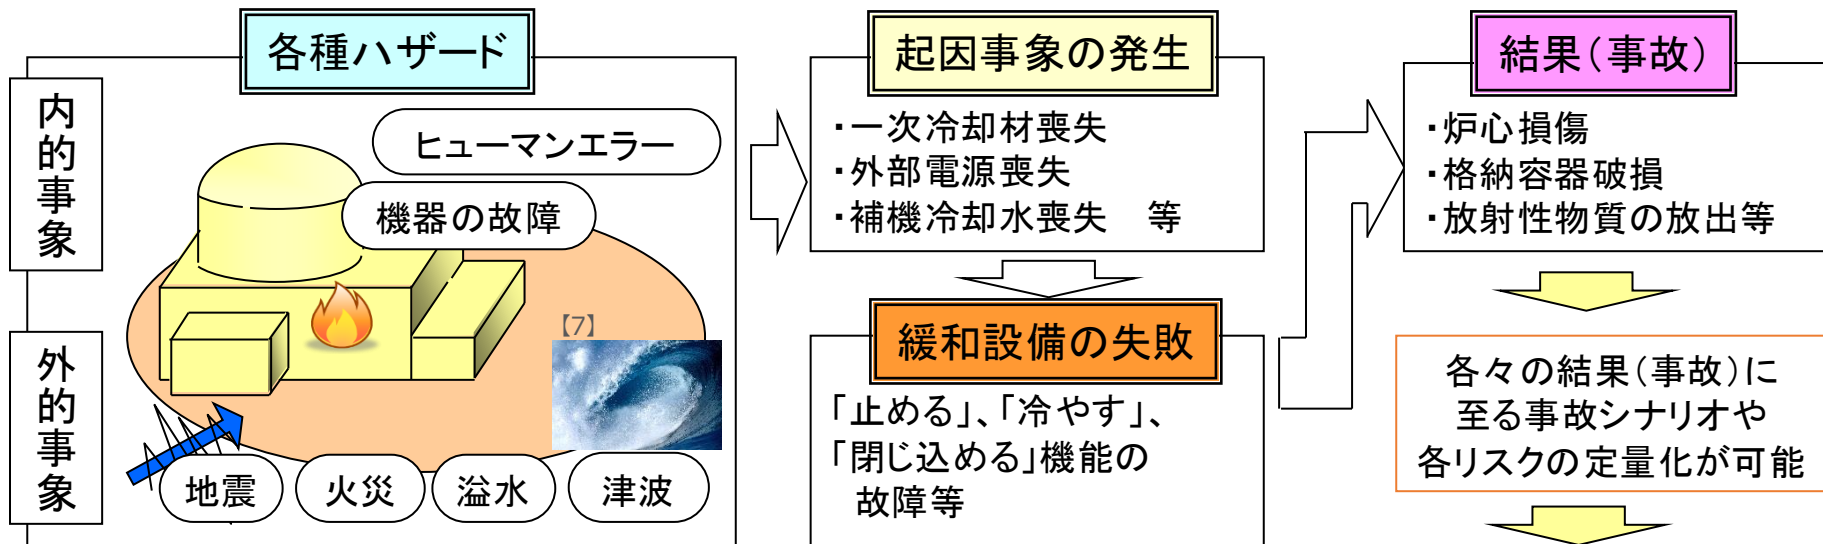 各種ハザード
内的事象
ヒューマンエラー
機器の故障
外的事象
【7】
地震
火災
溢水
津波
起因事象の発生
・一次冷却材喪失
・外部電源喪失
・補機冷却水喪失　等
緩和設備の失敗
「止める」、「冷やす」、
「閉じ込める」機能の
故障等
結果（事故）
・炉心損傷
・格納容器破損
・放射性物質の放出等
各々の結果（事故）に
至る事故シナリオや
各リスクの定量化が可能